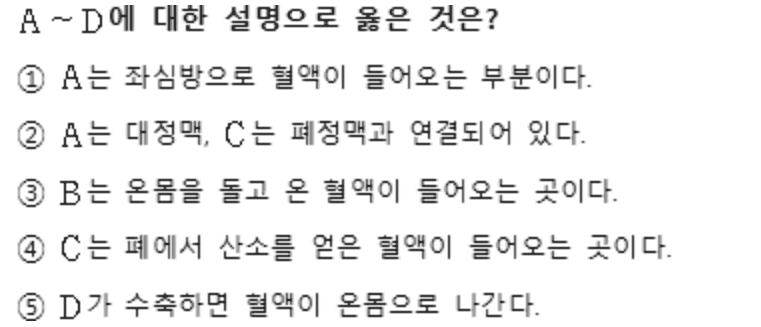 A ~ D에 대한 설명으로 옳은 것은?
① A는 좌심방으로 혈액이 들어오는 부분이다.
② A는 대정맥, C는 폐정맥과 연결되어 있다.
③ B는 온몸을 돌고 온 혈액이 들어오는 곳이다.
④ C는 폐에서 산소를 얻은 혈액이 들어오는 곳이다.
⑤ D가 수축하면 혈액이 온몸으로 나간다.